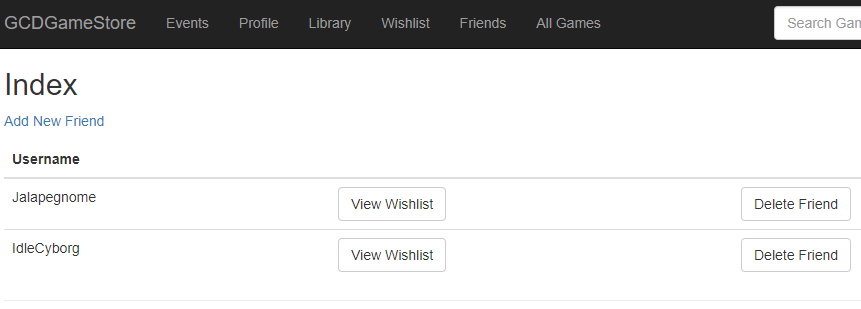 GCDGameStore Events Profile Library Wishlist Friends All Games Search Gam
Index
Add New Friend
Username
Jalapegnome View Wishlist Delete Friend
IdleCyborg View Wishlist Delete Friend